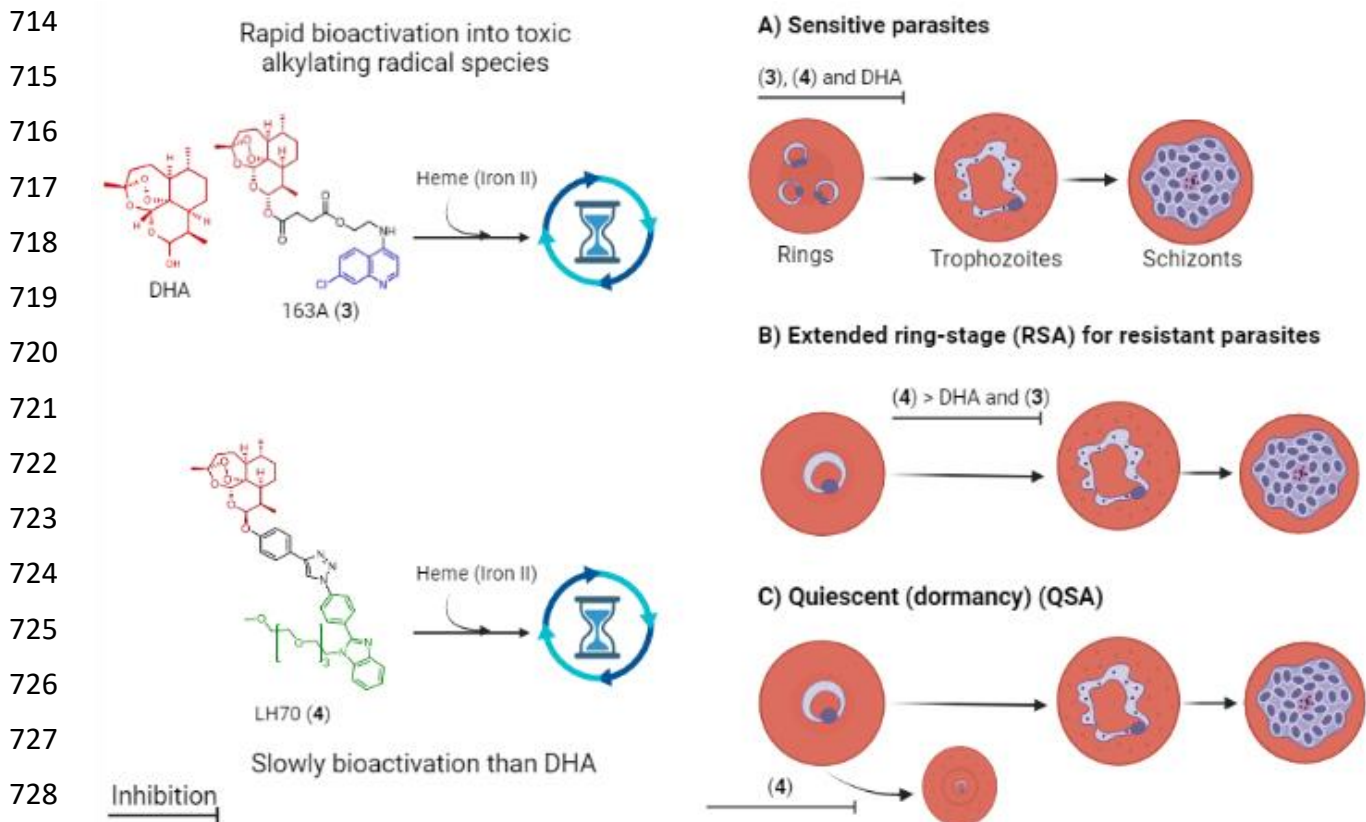 714
715
716
717
718
719
720
721
722
723
724
725
726
727
728
Rapid bioactivation into toxic
alkylating radical species
DHA
H
H
H
H
O
O
O
O
OH
163A (3)
H
H
O
O
O
O
O
O
O
O
NH
Cl
N
Heme (Iron II)
H
H
O
O
O
O
O
N
N
N
N
N
O
O
3
LH70 (4)
Heme (Iron II)
Slowly bioactivation than DHA
Inhibition
A) Sensitive parasites
(3), (4) and DHA
Rings
Trophozoites
Schizonts
B) Extended ring-stage (RSA) for resistant parasites
(4) > DHA and (3)
C) Quiescent (dormancy) (QSA)
(4)